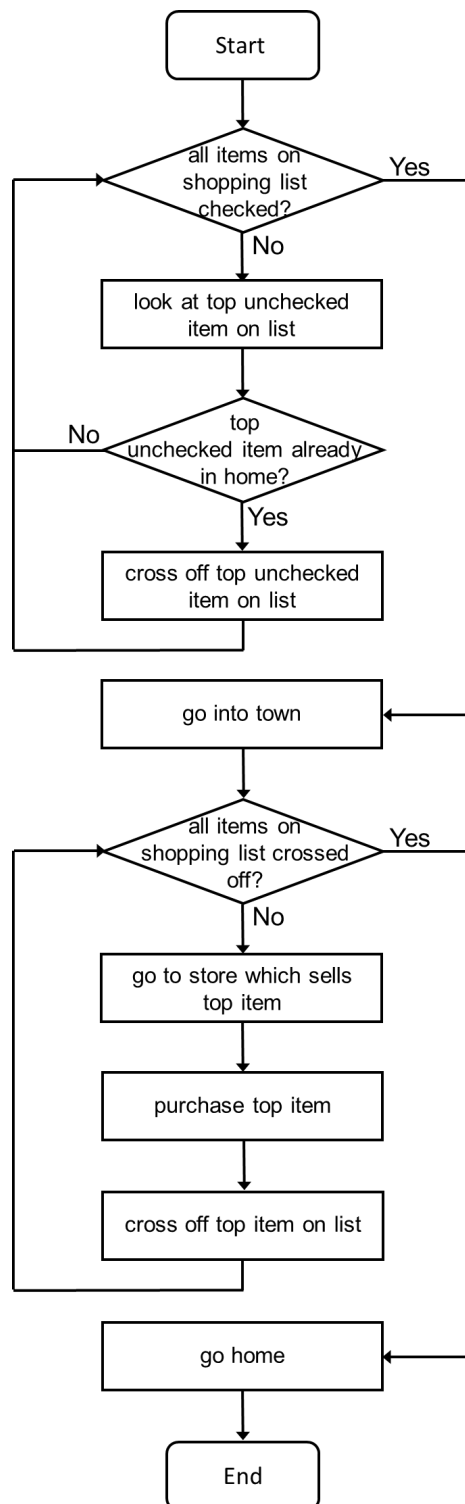 Start
all items on
shopping list
checked?
Yes
No
look at top unchecked
item on list
top
unchecked item already
in home?
No
Yes
cross off top unchecked
item on list
go into town
all items on
shopping list crossed
off?
Yes
No
go to store which sells
top item
purchase top item
cross off top item on list
go home
End